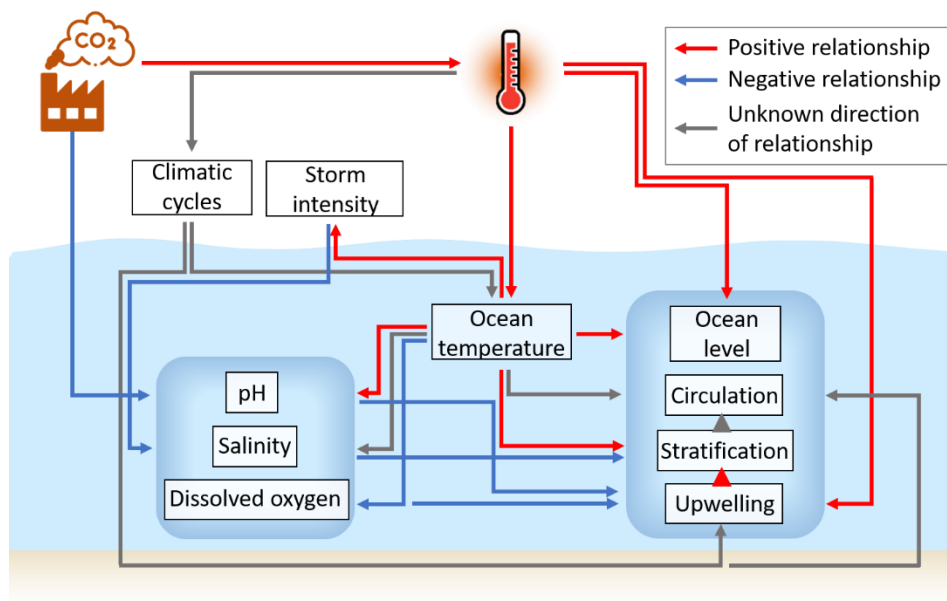 CO2
Positive relationship
Negative relationship
Unknown direction
of relationship
Climatic
cycles
Storm
intensity
Ocean
temperature
Ocean
level
pH
Circulation
Salinity
Stratification
Dissolved oxygen
Upwelling